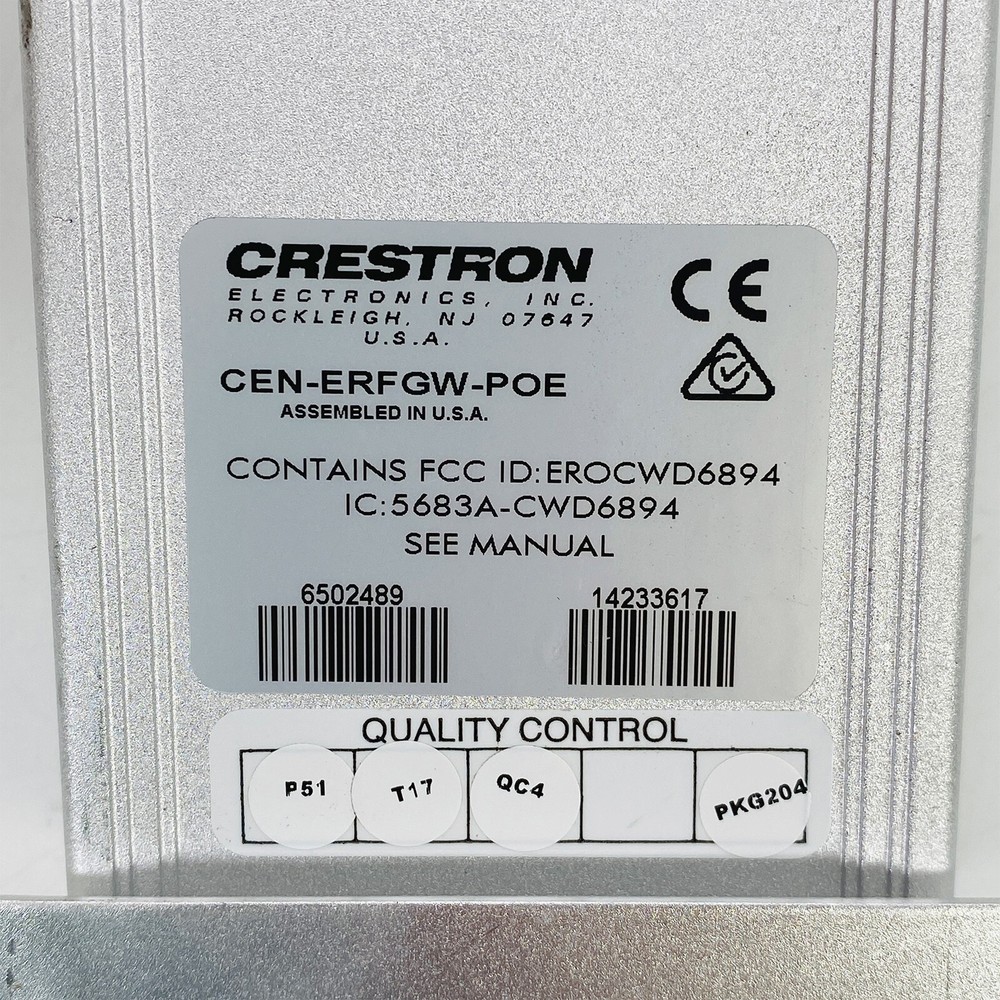 CRESTRON
ELECTRONICS, INC.
ROCKLEIGH, NJ 07647
U.S.A.
CE
CEN-ERFGW-POE
ASSEMBLED IN U.S.A.
CONTAINS FCC ID: EROCWD6894
IC: 5683A-CWD6894
SEE MANUAL
6502489 14233617
QUALITY CONTROL
P51 T17 QC4 PKG204